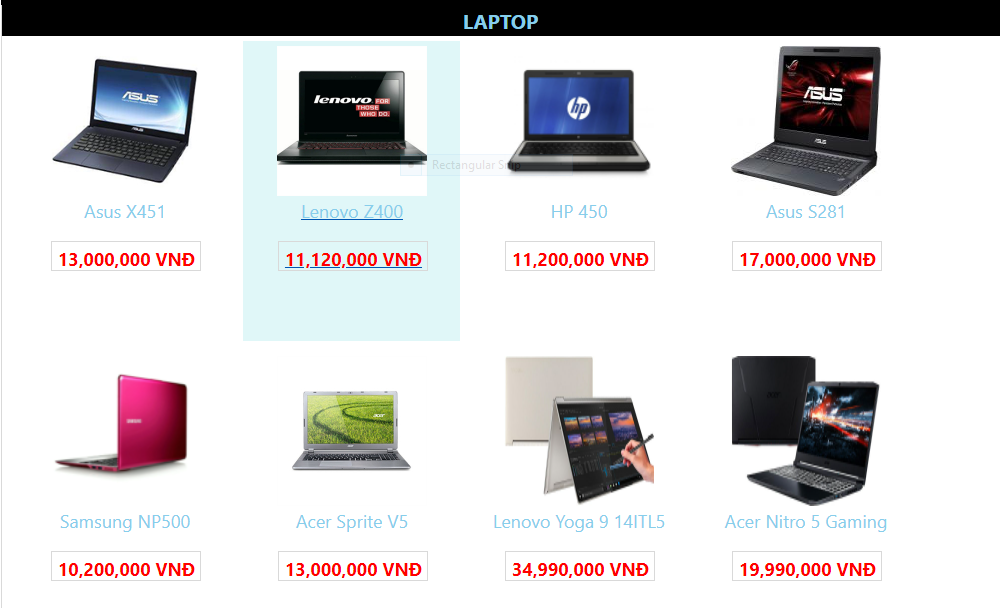 LAPTOP
ASUS
lenovo FOR
THOSE
WHO DO.
hp
ASUS
Rectangular Snip
Asus X451
Lenovo Z400
HP 450
Asus S281
13,000,000 VNĐ
11,120,000 VNĐ
11,200,000 VNĐ
17,000,000 VNĐ
SAMSUNG
acer
Samsung NP500
Acer Sprite V5
Lenovo Yoga 9 14ITL5
Acer Nitro 5 Gaming
10,200,000 VNĐ
13,000,000 VNĐ
34,990,000 VNĐ
19,990,000 VNĐ